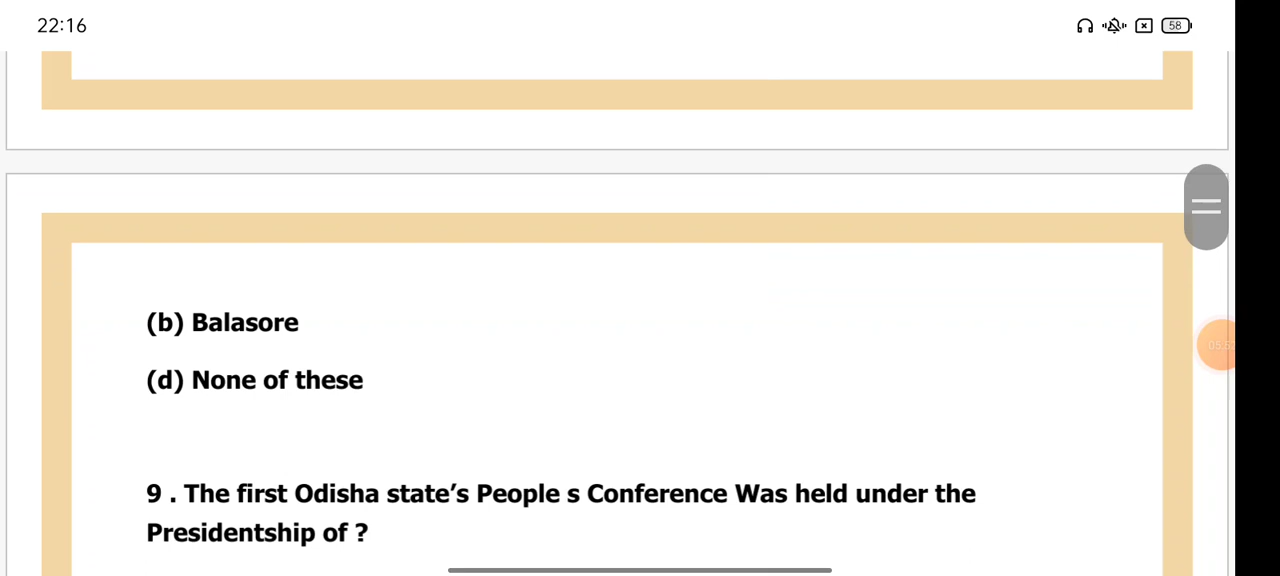 22:16
58
(b) Balasore
(d) None of these
9 . The first Odisha state’s People s Conference Was held under the
Presidentship of ?